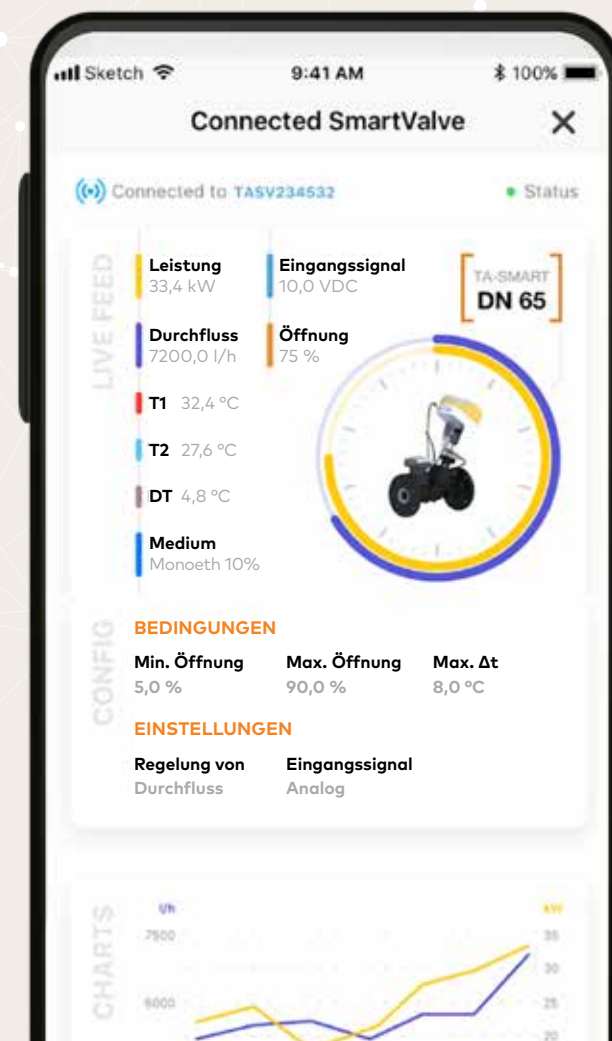 Sketch 9:41 AM 100%
Connected SmartValve
Connected to TASV234532 Status
LIVE FEED
Leistung
33,4 kW
Eingangssignal
10,0 VDC
TA-SMART
DN 65
Durchfluss
7200,0 l/h
Öffnung
75 %
T1 32,4 °C
T2 27,6 °C
DT 4,8 °C
Medium
Monoeth 10%
CONFIG
BEDINGUNGEN
Min. Öffnung Max. Öffnung Max. Δt
5,0 % 90,0 % 8,0 °C
EINSTELLUNGEN
Regelung von Eingangssignal
Durchfluss Analog
CHARTS
l/h kW
7500 35
30
6000 25
20